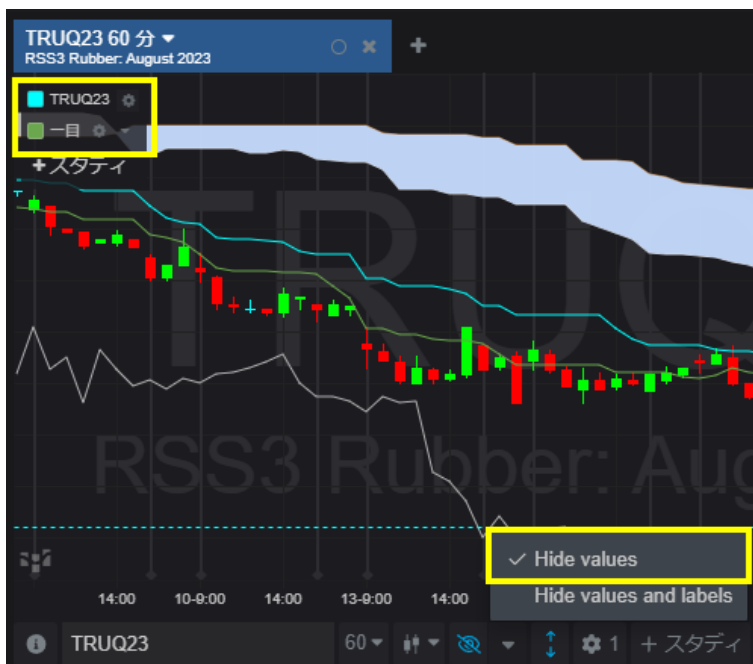 TRUQ23 60 分
RSS3 Rubber: August 2023
TRUQ23
一目
+スタディ
TRUQ
RSS3 Rubber: Aug
Hide values
Hide values and labels
14:00 10-9:00 14:00 13-9:00 14:00
TRUQ23 60 1 +スタディ